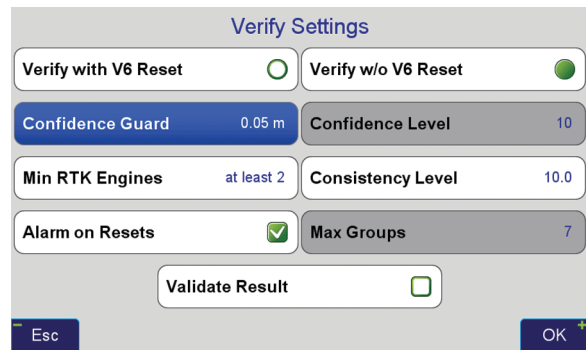 Verify Settings
Verify with V6 Reset
Verify w/o V6 Reset
Confidence Guard 0.05 m
Confidence Level 10
Min RTK Engines at least 2
Consistency Level 10.0
Alarm on Resets
Max Groups 7
Validate Result
- Esc
OK +